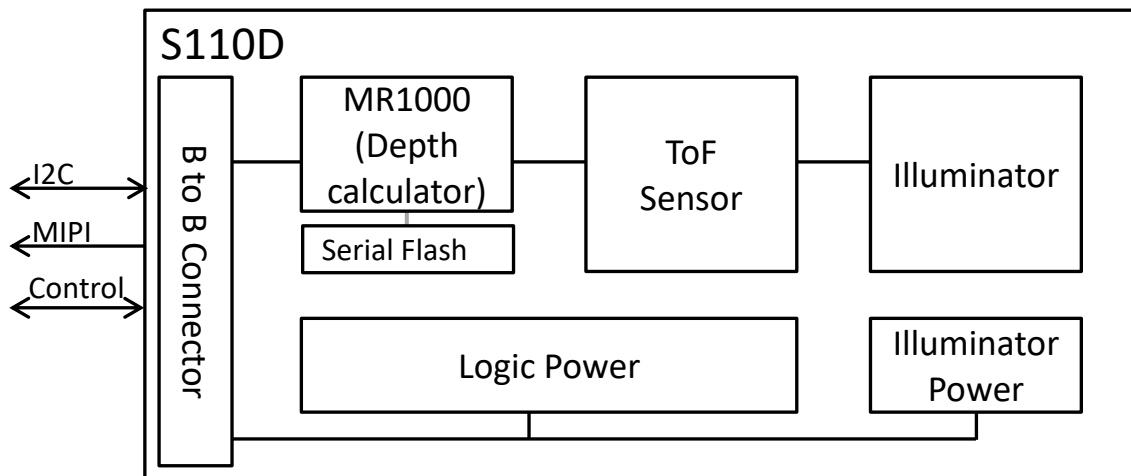 S110D
I2C
MIPI
Control
B to B Connector
MR1000
(Depth
calculator)
Serial Flash
ToF
Sensor
Illuminator
Logic Power
Illuminator
Power